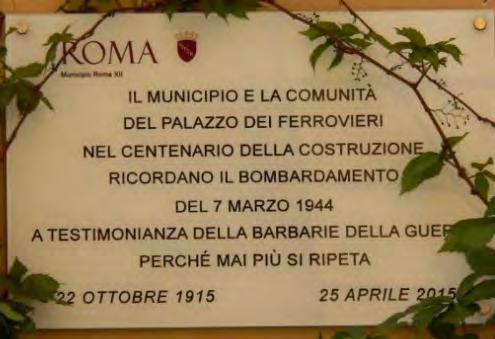 ROMA
Municipio Roma XII
IL MUNICIPIO E LA COMUNITÀ
DEL PALAZZO DEI FERROVIERI
NEL CENTENARIO DELLA COSTRUZIONE
RICORDANO IL BOMBARDAMENTO
DEL 7 MARZO 1944
A TESTIMONIANZA DELLA BARBARIE DELLA
PERCHÉ MAI PIÙ SI RIPETA
22 OTTOBRE 1915 25 APRILE 2015